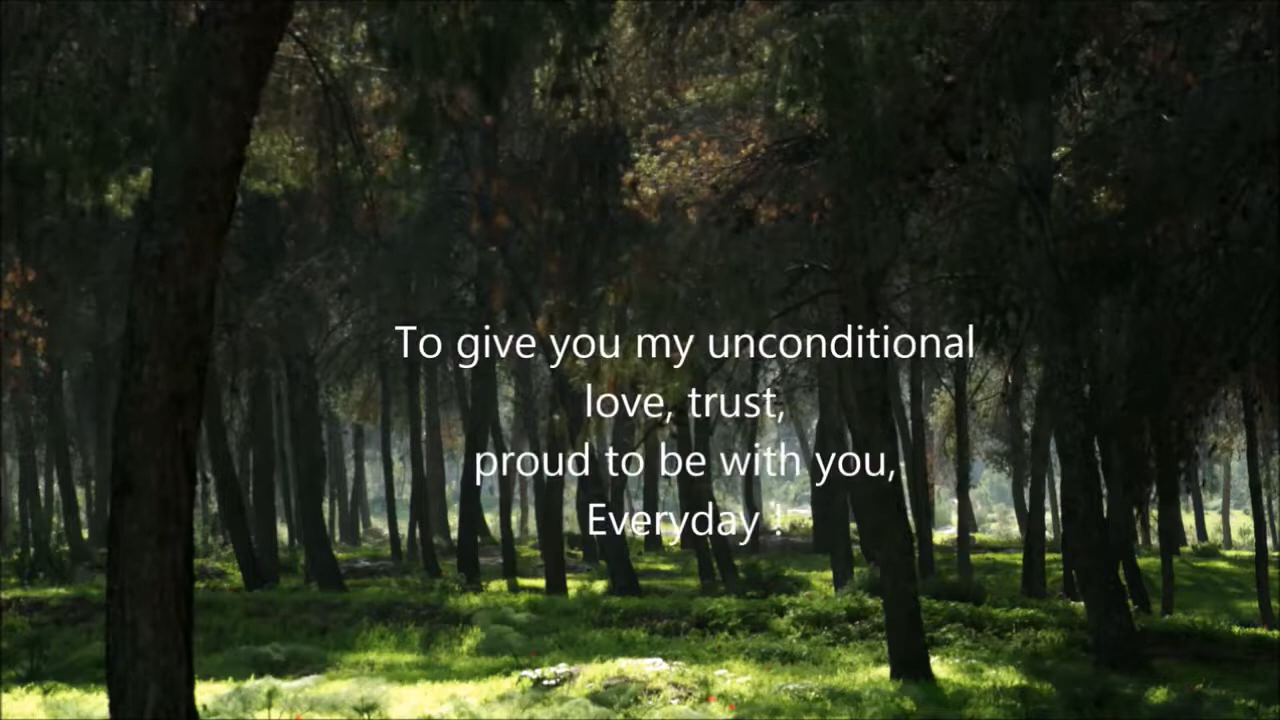 To give you my unconditional
love, trust,
proud to be with you,
Everyday !